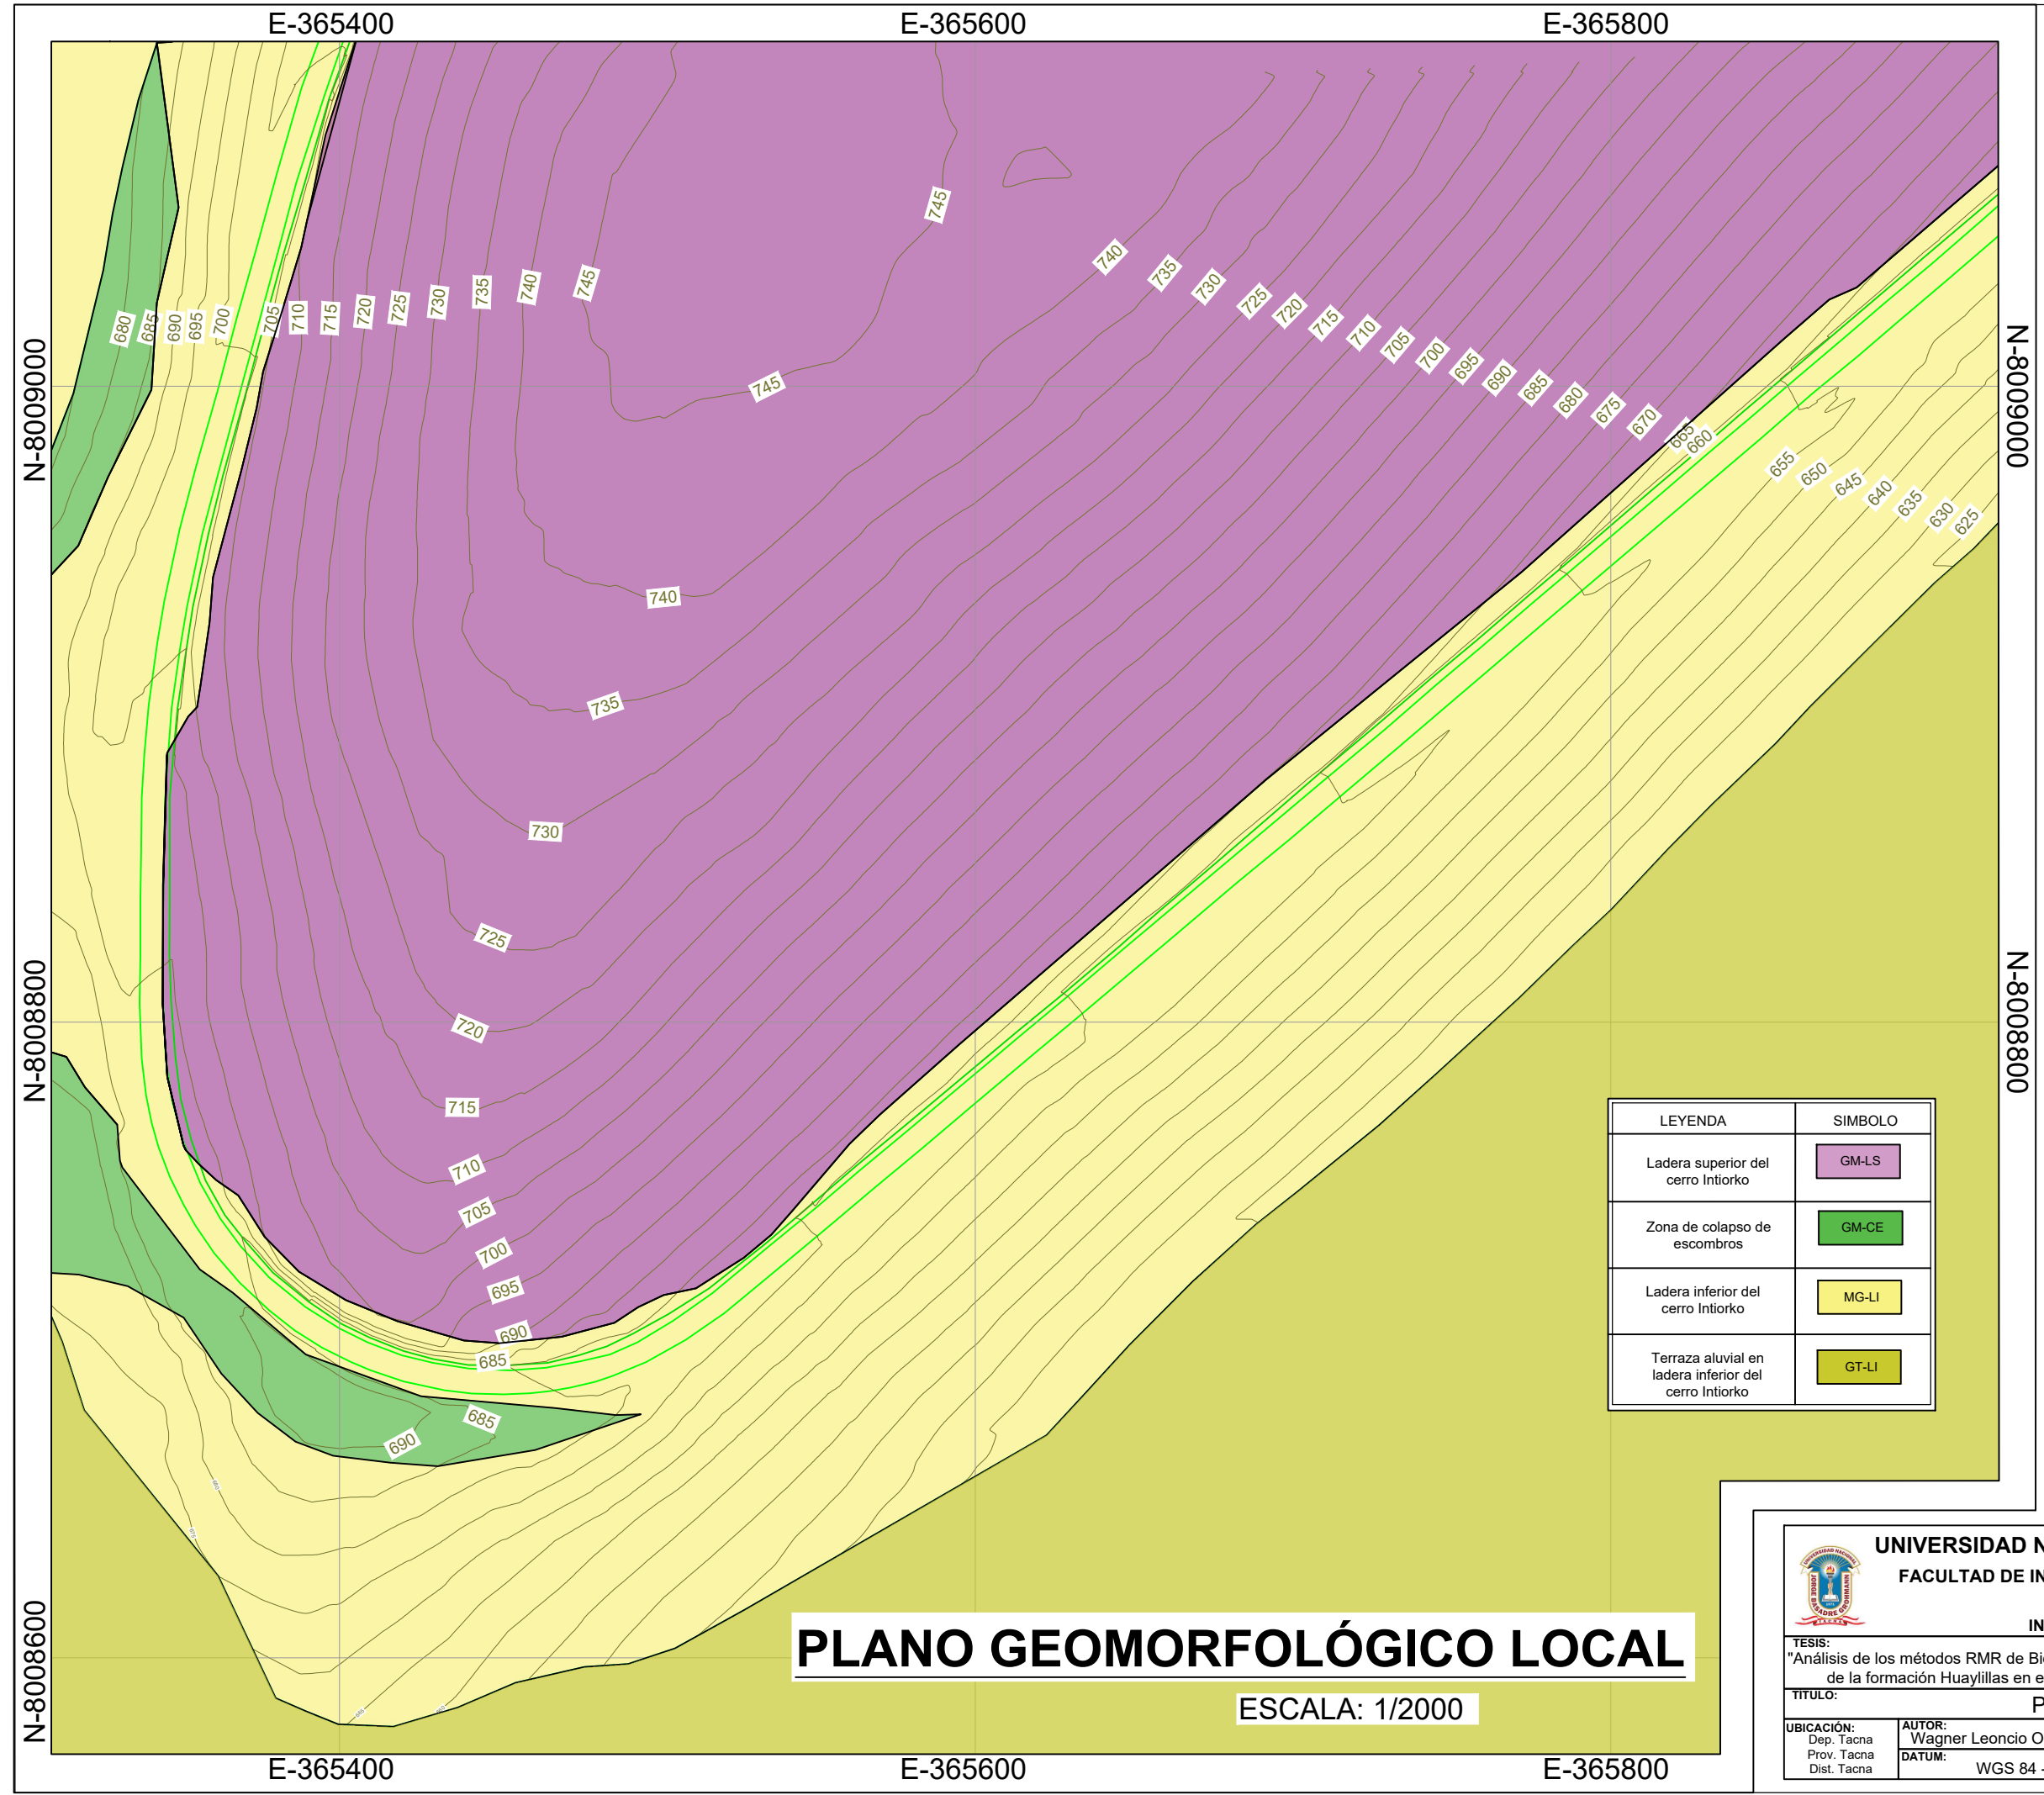 E-365400
E-365600
E-365800
N-8009000
N-8009000
N-8008800
N-8008800
N-8008600
745
740
735
730
725
720
715
710
705
700
695
690
685
680
675
670
665
660
655
650
645
640
635
630
625
680
685
690
695
700
705
710
715
720
725
730
735
740
745
745
740
735
730
725
720
715
710
705
700
695
690
685
685
690
LEYENDA
SIMBOLO
Ladera superior del
cerro Intiorko
GM-LS
Zona de colapso de
escombros
GM-CE
Ladera inferior del
cerro Intiorko
MG-LI
Terraza aluvial en
ladera inferior del
cerro Intiorko
GT-LI
PLANO GEOMORFOLÓGICO LOCAL
ESCALA: 1/2000
E-365400
E-365600
E-365800
UNIVERSIDAD N
FACULTAD DE IN
IN
TESIS:
"Análisis de los métodos RMR de Bi
de la formación Huaylillas en e
TITULO:
P
UBICACIÓN:
Dep. Tacna
Prov. Tacna
Dist. Tacna
AUTOR:
Wagner Leoncio O
DATUM:
WGS 84 -